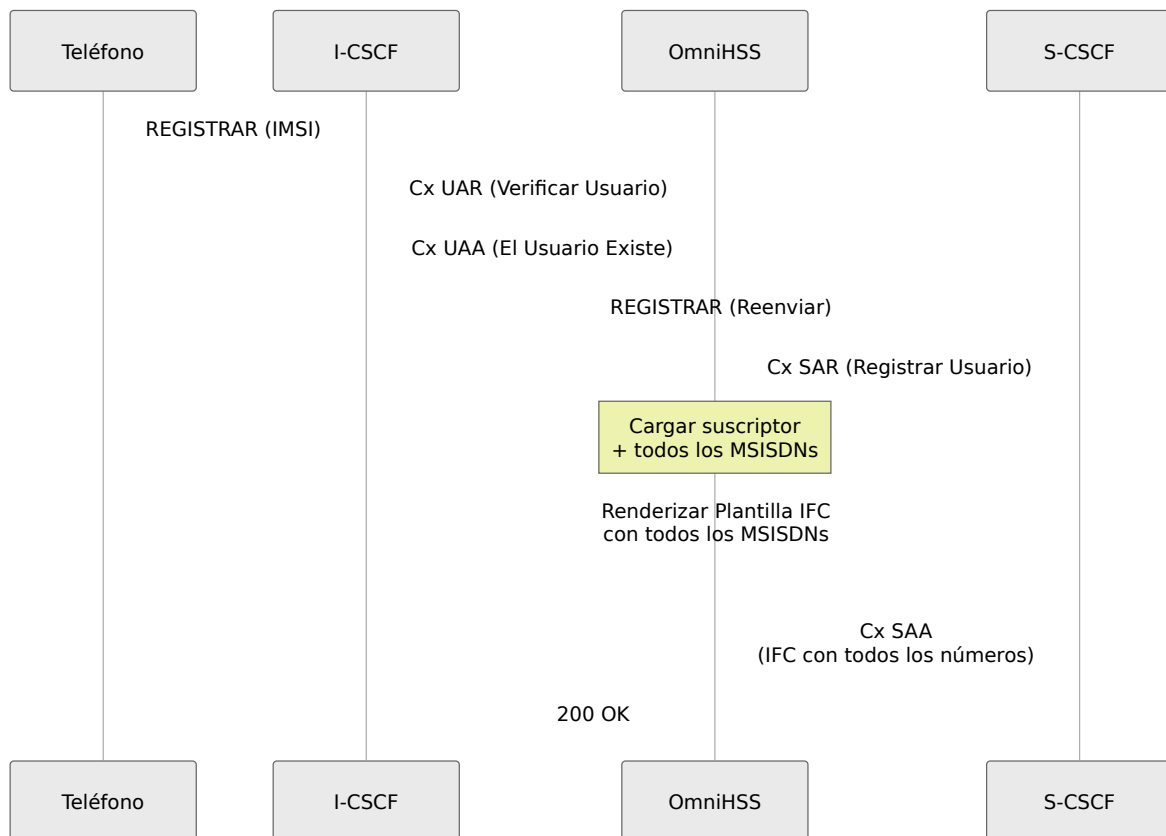 Teléfono
I-CSCF
OmniHSS
S-CSCF
REGISTRAR (IMSI)
Cx UAR (Verificar Usuario)
Cx UAA (El Usuario Existe)
REGISTRAR (Reenviar)
Cx SAR (Registrar Usuario)
Cargar suscriptor
+ todos los MSISDNs
Renderizar Plantilla IFC
con todos los MSISDNs
Cx SAA
(IFC con todos los números)
200 OK
Teléfono
I-CSCF
OmniHSS
S-CSCF